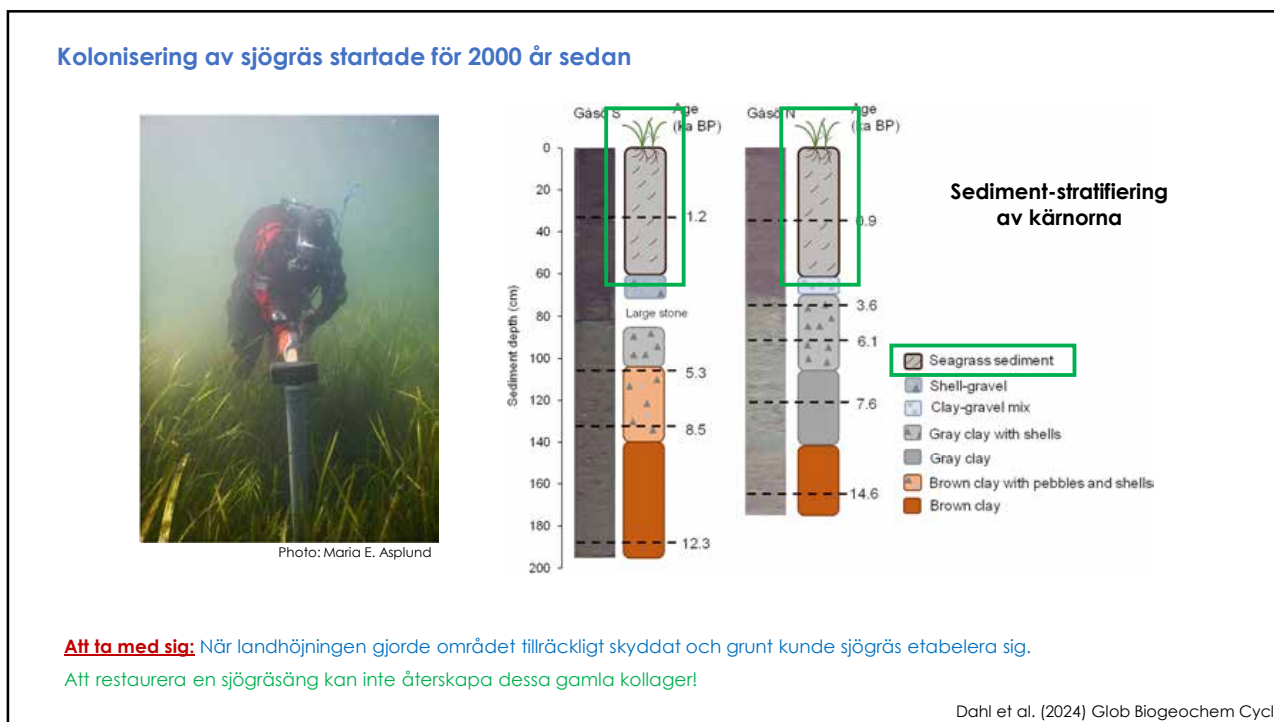 Kolonisering av sjögräs startade för 2000 år sedan
Photo: Maria E. Asplund
Gåsö S
Age
(ka BP)
Gåsö N
Age
(ka BP)
Sediment depth (cm)
0
20
40
60
80
100
120
140
160
180
200
1.2
Large stone
5.3
8.5
12.3
0.9
3.6
6.1
7.6
14.6
Sediment-stratifiering
av kärnorna
Seagrass sediment
Shell-gravel
Clay-gravel mix
Gray clay with shells
Gray clay
Brown clay with pebbles and shells
Brown clay
Att ta med sig: När landhöjningen gjorde området tillräckligt skyddat och grunt kunde sjögräs etabelera sig.
Att restaurera en sjögräsäng kan inte återskapa dessa gamla kollager!
Dahl et al. (2024) Glob Biogeochem Cycl